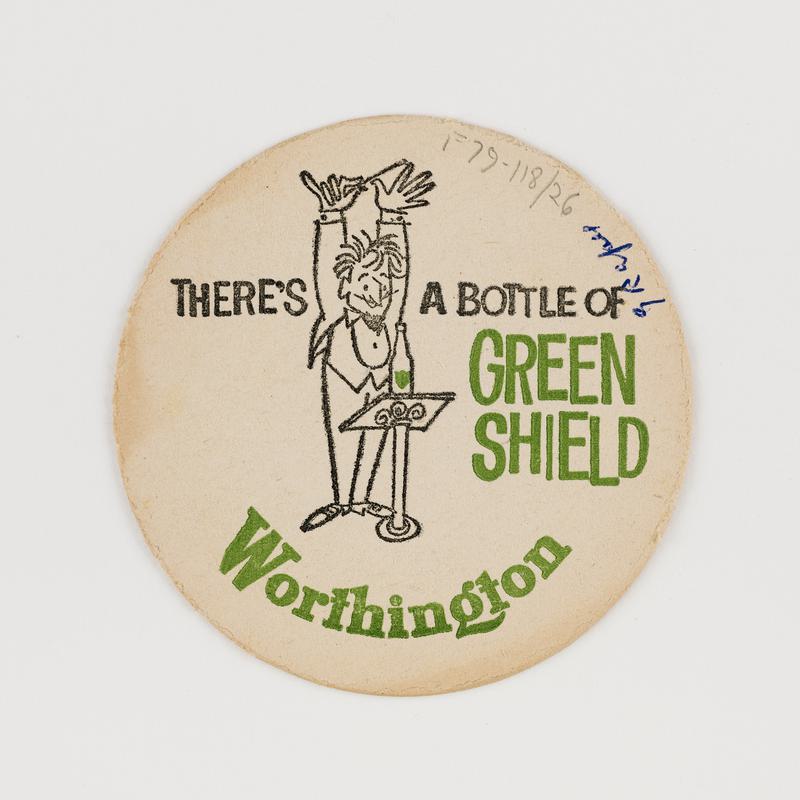 F79-118/26
THERE'S A BOTTLE OF
GREEN
SHIELD
Worthington